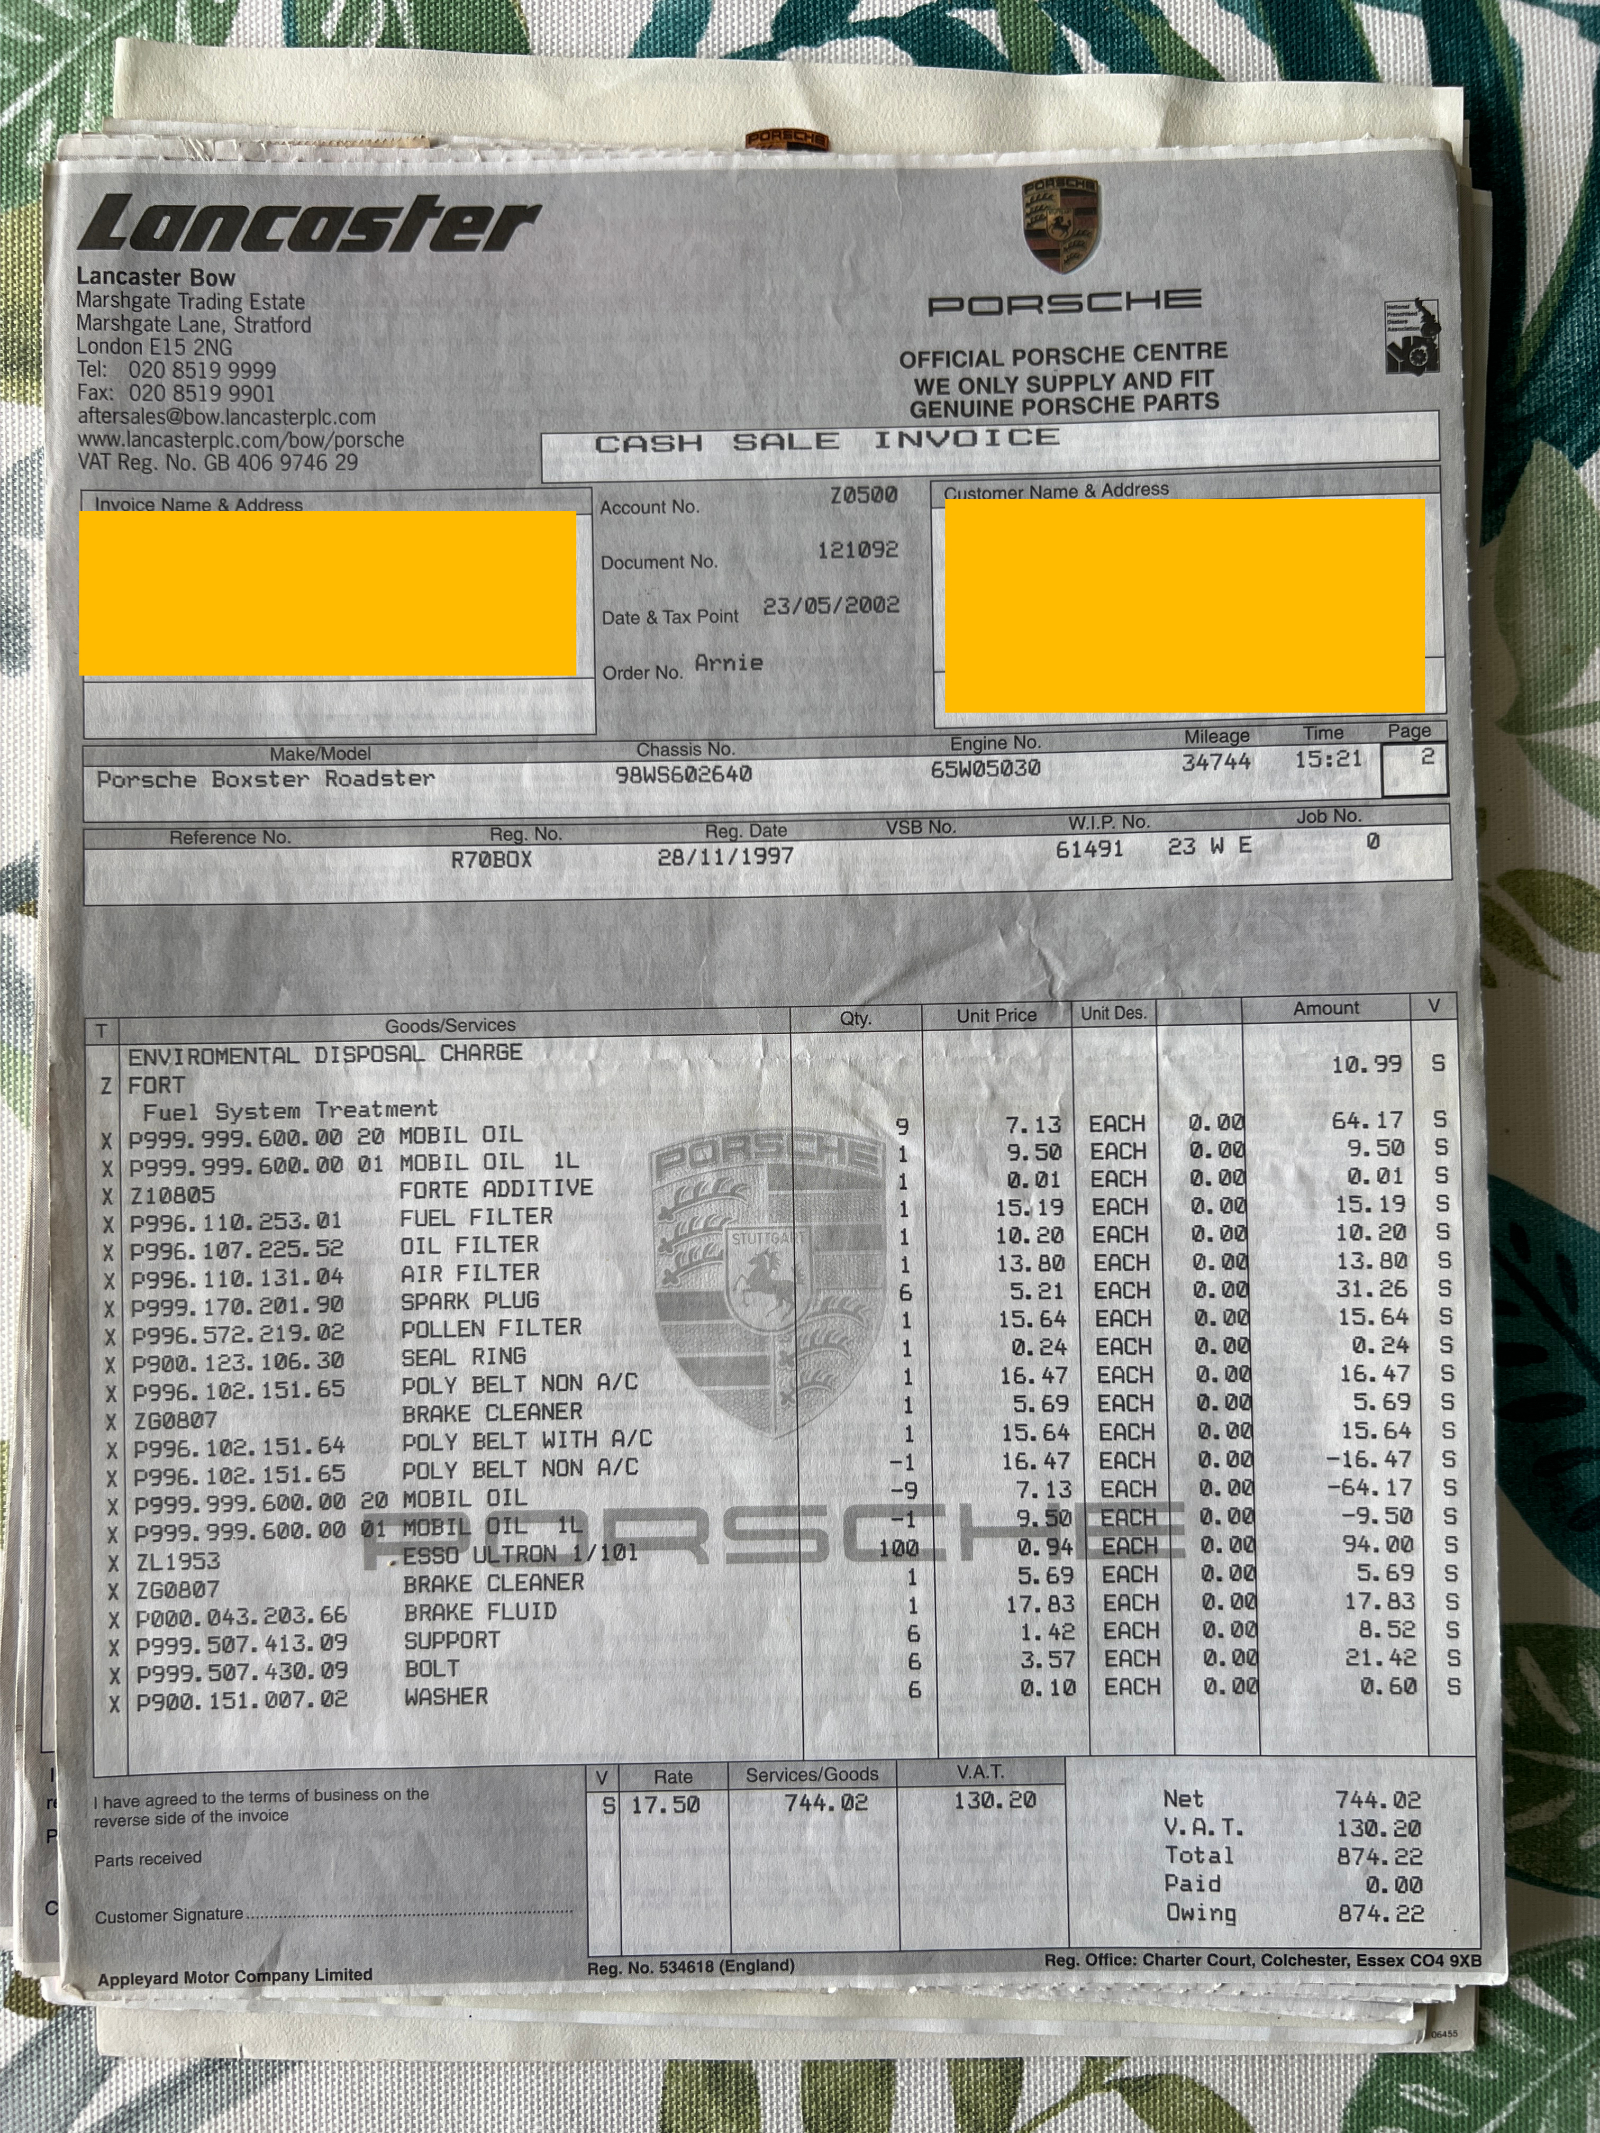 PORSCHE
Lancaster
Lancaster Bow
Marshgate Trading Estate
Marshgate Lane, Stratford
London E15 2NG
Tel: 020 8519 9999
Fax: 020 8519 9901
aftersales@bow.lancasterplc.com
www.lancasterplc.com/bow/porsche
VAT Reg. No. GB 406 9746 29
PORSCHE
PORSCHE
OFFICIAL PORSCHE CENTRE
WE ONLY SUPPLY AND FIT
GENUINE PORSCHE PARTS
National
Franchised
Dealers
Association
CASH SALE INVOICE
Invoice Name & Address
Account No. Z0500
Document No. 121092
Date & Tax Point 23/05/2002
Order No. Arnie
Customer Name & Address
Make/Model Chassis No. Engine No. Mileage Time Page
Porsche Boxster Roadster 98WS602640 65W05030 34744 15:21 2
Reference No. Reg. No. Reg. Date VSB No. W.I.P. No. Job No.
R70BOX 28/11/1997 61491 23 W E 0
T Goods/Services Qty. Unit Price Unit Des. Amount V
ENVIROMENTAL DISPOSAL CHARGE 10.99 S
Z FORT
Fuel System Treatment
X P999.999.600.00 20 MOBIL OIL 9 7.13 EACH 0.00 64.17 S
X P999.999.600.00 01 MOBIL OIL 1L 1 9.50 EACH 0.00 9.50 S
X Z10805 FORTE ADDITIVE 1 0.01 EACH 0.00 0.01 S
X P996.110.253.01 FUEL FILTER 1 15.19 EACH 0.00 15.19 S
X P996.107.225.52 OIL FILTER 1 10.20 EACH 0.00 10.20 S
X P996.110.131.04 AIR FILTER 1 13.80 EACH 0.00 13.80 S
X P999.170.201.90 SPARK PLUG 6 5.21 EACH 0.00 31.26 S
X P996.572.219.02 POLLEN FILTER 1 15.64 EACH 0.00 15.64 S
X P900.123.106.30 SEAL RING 1 0.24 EACH 0.00 0.24 S
X P996.102.151.65 POLY BELT NON A/C 1 16.47 EACH 0.00 16.47 S
X ZG0807 BRAKE CLEANER 1 5.69 EACH 0.00 5.69 S
X P996.102.151.64 POLY BELT WITH A/C 1 15.64 EACH 0.00 15.64 S
X P996.102.151.65 POLY BELT NON A/C -1 16.47 EACH 0.00 -16.47 S
X P999.999.600.00 20 MOBIL OIL -9 7.13 EACH 0.00 -64.17 S
X P999.999.600.00 01 MOBIL OIL 1L -1 9.50 EACH 0.00 -9.50 S
X ZL1953 ESSO ULTRON 1/10l 100 0.94 EACH 0.00 94.00 S
X ZG0807 BRAKE CLEANER 1 5.69 EACH 0.00 5.69 S
X P000.043.203.66 BRAKE FLUID 1 17.83 EACH 0.00 17.83 S
X P999.507.413.09 SUPPORT 6 1.42 EACH 0.00 8.52 S
X P999.507.430.09 BOLT 6 3.57 EACH 0.00 21.42 S
X P900.151.007.02 WASHER 6 0.10 EACH 0.00 0.60 S
PORSCHE
STUTTGART
PORSCHE
I have agreed to the terms of business on the
reverse side of the invoice
Parts received
Customer Signature
V Rate Services/Goods V.A.T.
S 17.50 744.02 130.20
Net 744.02
V.A.T. 130.20
Total 874.22
Paid 0.00
Owing 874.22
Appleyard Motor Company Limited
Reg. No. 534618 (England)
Reg. Office: Charter Court, Colchester, Essex CO4 9XB
06455